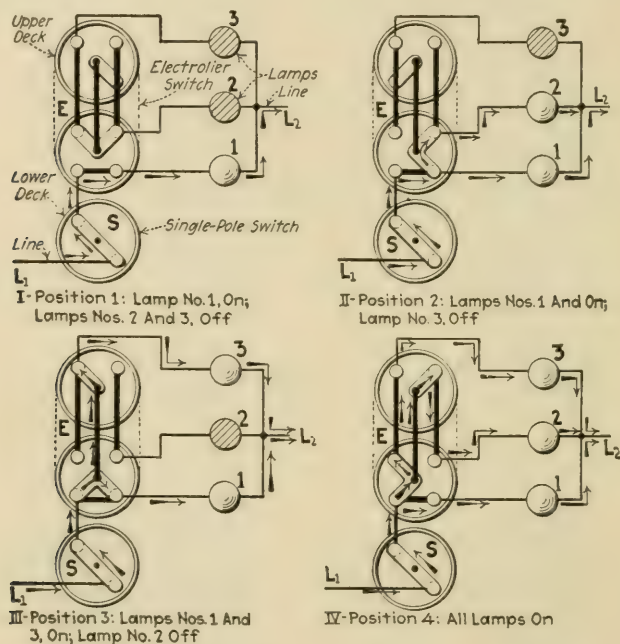 Upper
Deck
3
Electrolier
Switch
Lamps
Line
2
E
L2
1
Lower
Deck
S
Single-Pole Switch
Line
L1
I-Position 1: Lamp No.1, On;
Lamps Nos. 2 And 3, Off
3
E
2
L2
1
S
L1
II-Position 2: Lamps Nos.1 And On;
Lamp No. 3, Off
3
E
2
L2
1
S
L1
III-Position 3: Lamps Nos.1 And
3, On; Lamp No. 2 Off
3
E
2
L2
1
S
L1
IV-Position 4: All Lamps On